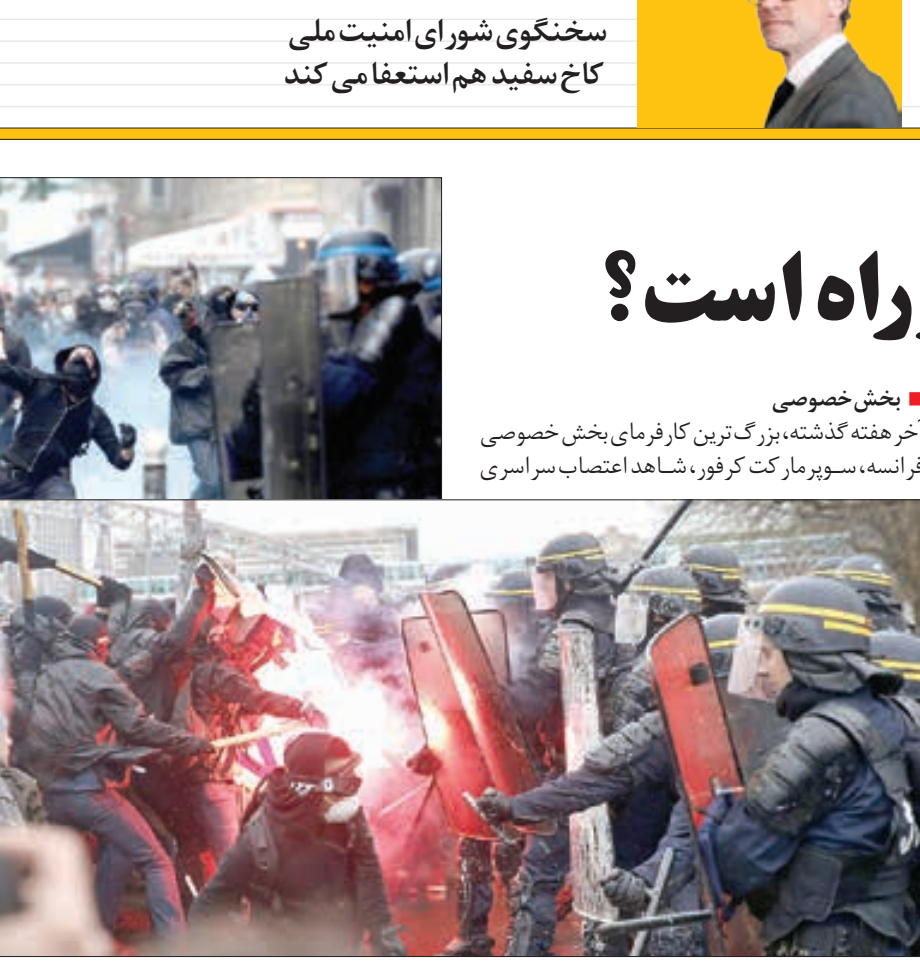 سخنگوی شورای امنیت ملی
کاخ سفید هم استعفا می کند
راه است؟
بخش خصوصی
آخر هفته گذشته، بزرگ ترین کارفرمای بخش خصوصی
فرانسه، سوپرمارکت کرفور، شاهد اعتصاب سراسری